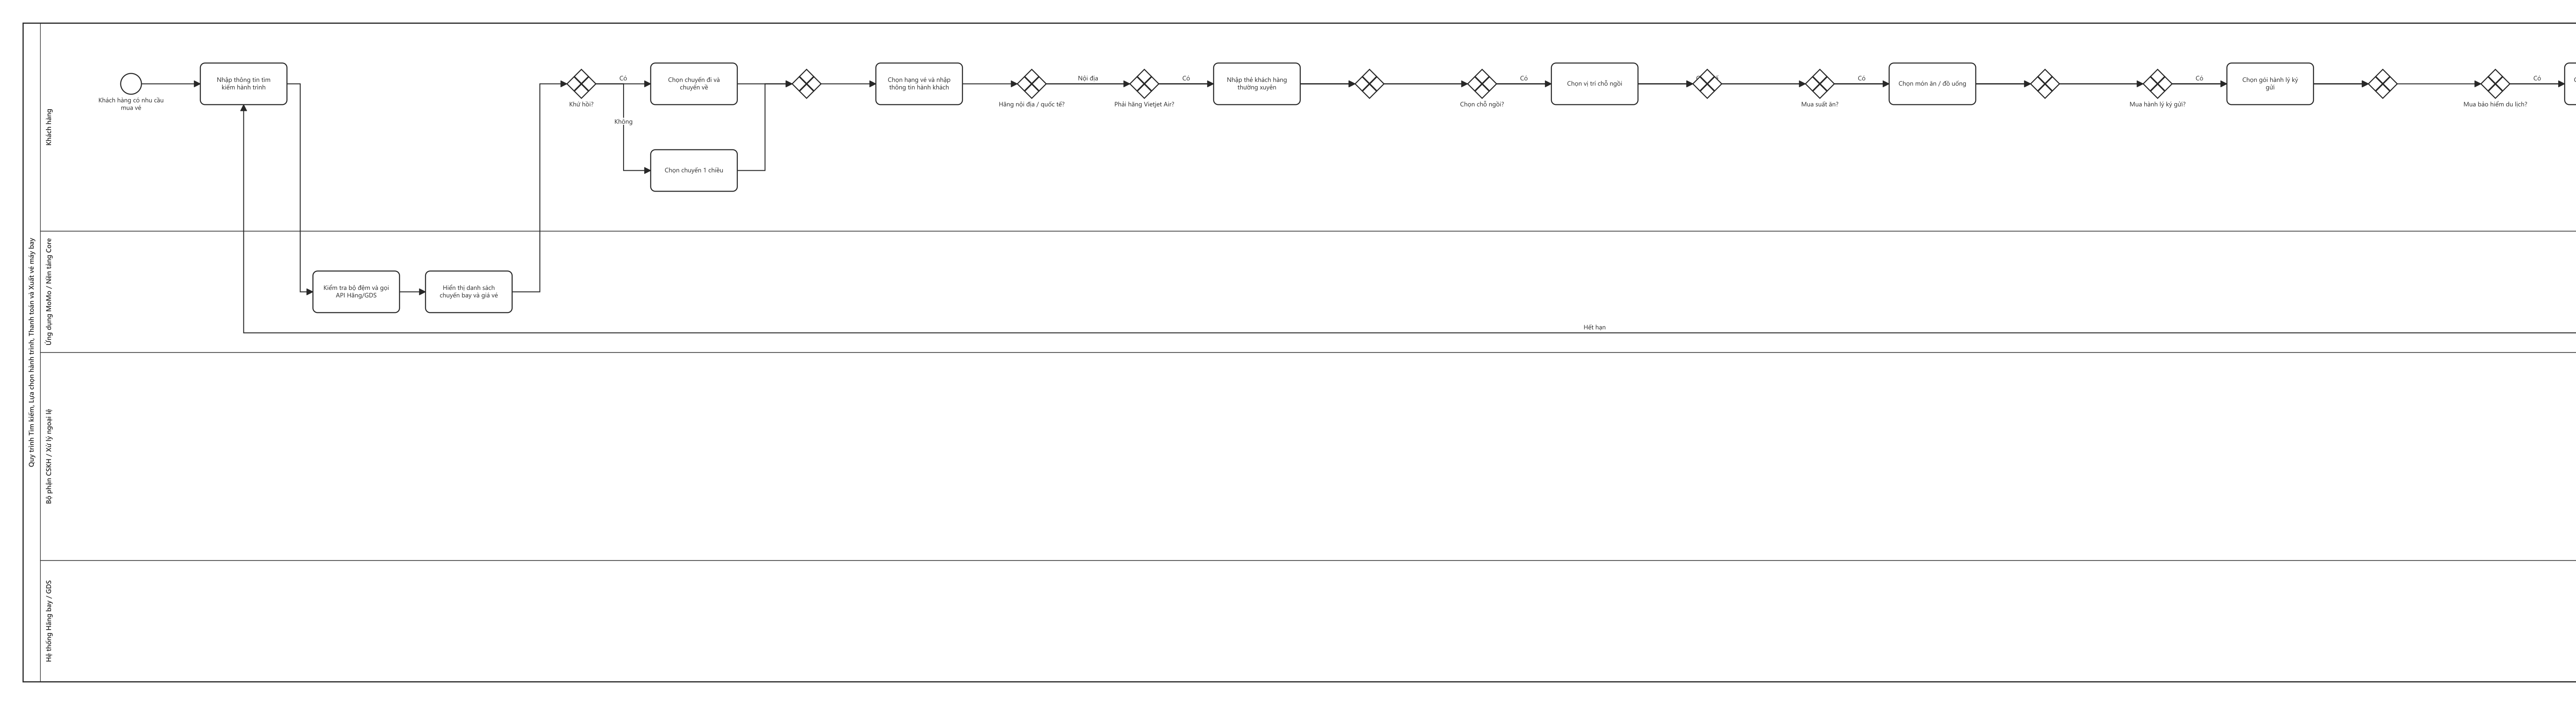 Quy trình Tìm kiếm, Lựa chọn hành trình, Thanh toán và Xuất vé máy bay
Khách hàng
Khách hàng có nhu cầu
mua vé
Nhập thông tin tìm
kiếm hành trình
Khứ hồi?
Có
Không
Chọn chuyến đi và
chuyến về
Chọn chuyến 1 chiều
Chọn hạng vé và nhập
thông tin hành khách
Hãng nội địa / quốc tế?
Nội địa
Phải hãng Vietjet Air?
Có
Nhập thẻ khách hàng
thường xuyên
Chọn chỗ ngồi?
Có
Chọn vị trí chỗ ngồi
Mua suất ăn?
Có
Chọn món ăn / đồ uống
Mua hành lý ký gửi?
Có
Chọn gói hành lý ký
gửi
Mua bảo hiểm du lịch?
Có
Ứng dụng MoMo / Nền tảng Core
Kiểm tra bộ đệm và gọi
API Hãng/GDS
Hiển thị danh sách
chuyến bay và giá vé
Hết hạn
Bộ phận CSKH / Xử lý ngoại lệ
Hệ thống Hãng bay / GDS